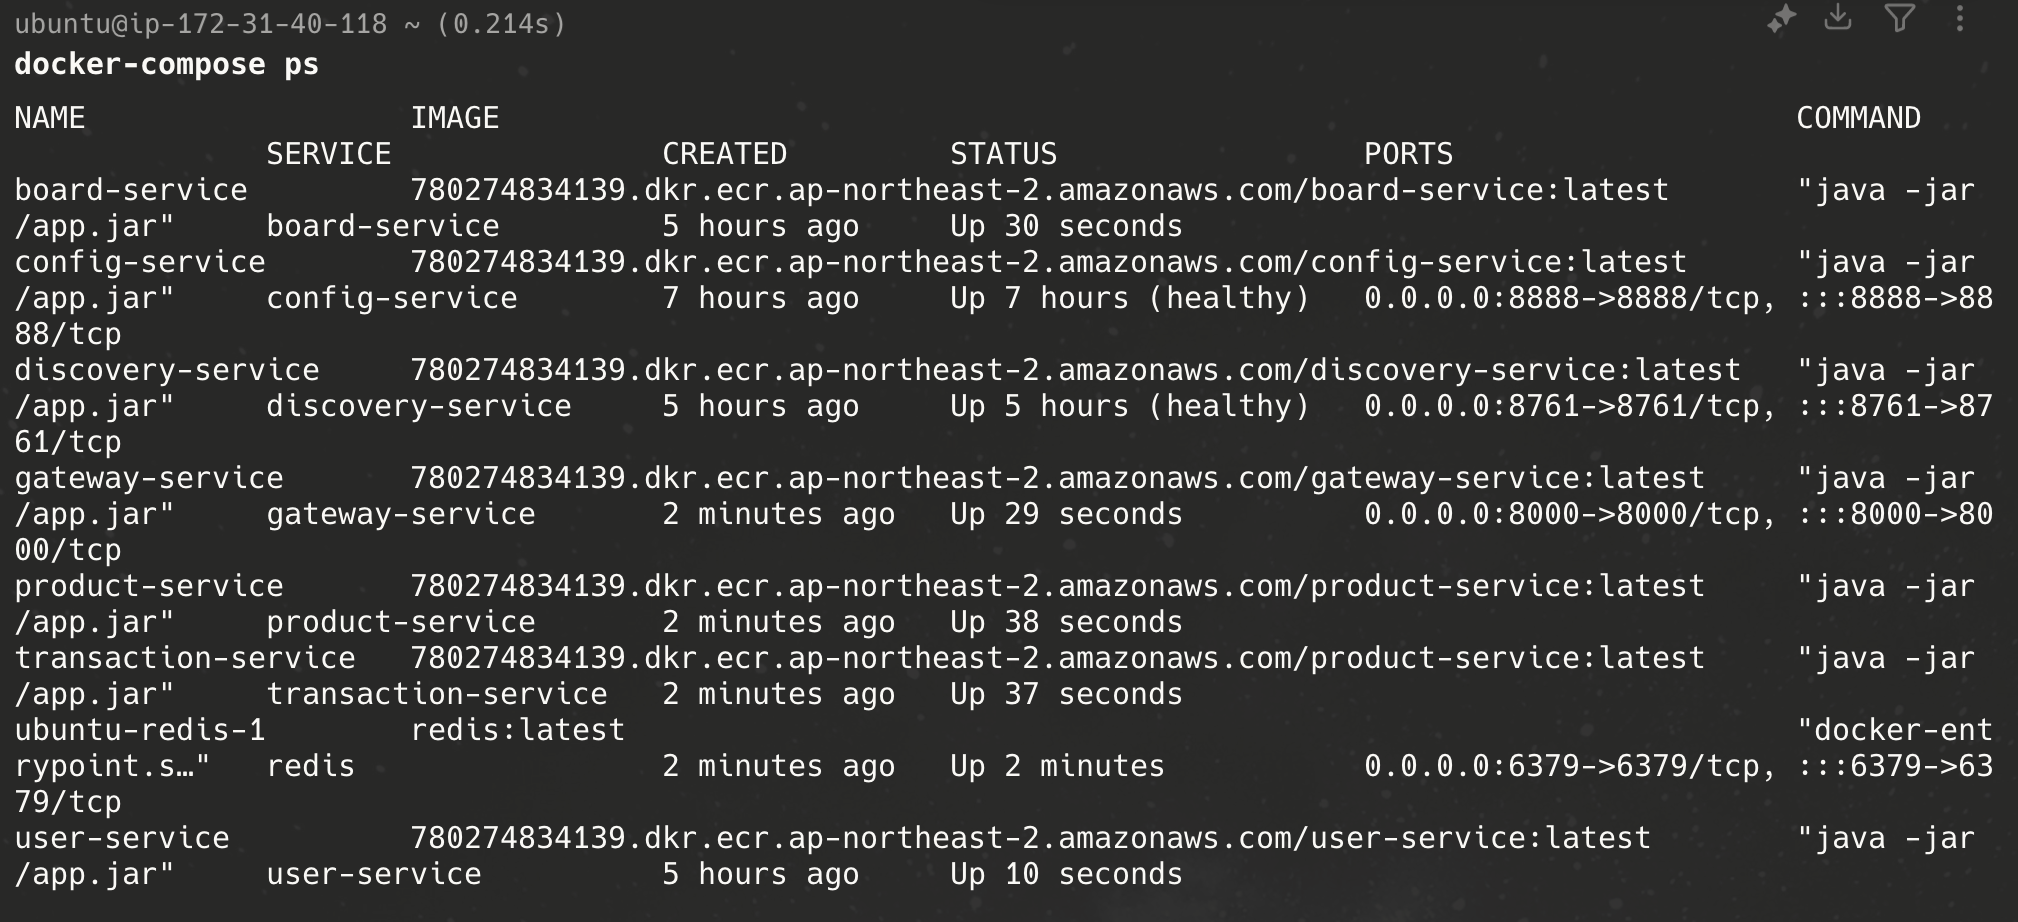 ubuntu@ip-172-31-40-118 ~ (0.214s)
docker-compose ps
NAME                  IMAGE                                                                        COMMAND
              SERVICE               CREATED         STATUS                 PORTS
board-service         780274834139.dkr.ecr.ap-northeast-2.amazonaws.com/board-service:latest       "java -jar
/app.jar"     board-service         5 hours ago     Up 30 seconds
config-service        780274834139.dkr.ecr.ap-northeast-2.amazonaws.com/config-service:latest      "java -jar
/app.jar"     config-service        7 hours ago     Up 7 hours (healthy)   0.0.0.0:8888->8888/tcp, :::8888->88
88/tcp
discovery-service     780274834139.dkr.ecr.ap-northeast-2.amazonaws.com/discovery-service:latest   "java -jar
/app.jar"     discovery-service     5 hours ago     Up 5 hours (healthy)   0.0.0.0:8761->8761/tcp, :::8761->87
61/tcp
gateway-service       780274834139.dkr.ecr.ap-northeast-2.amazonaws.com/gateway-service:latest     "java -jar
/app.jar"     gateway-service       2 minutes ago   Up 29 seconds          0.0.0.0:8000->8000/tcp, :::8000->80
00/tcp
product-service       780274834139.dkr.ecr.ap-northeast-2.amazonaws.com/product-service:latest     "java -jar
/app.jar"     product-service       2 minutes ago   Up 38 seconds
transaction-service   780274834139.dkr.ecr.ap-northeast-2.amazonaws.com/product-service:latest     "java -jar
/app.jar"     transaction-service   2 minutes ago   Up 37 seconds
ubuntu-redis-1        redis:latest                                                                 "docker-ent
rypoint.s…"   redis                 2 minutes ago   Up 2 minutes           0.0.0.0:6379->6379/tcp, :::6379->63
79/tcp
user-service          780274834139.dkr.ecr.ap-northeast-2.amazonaws.com/user-service:latest        "java -jar
/app.jar"     user-service          5 hours ago     Up 10 seconds